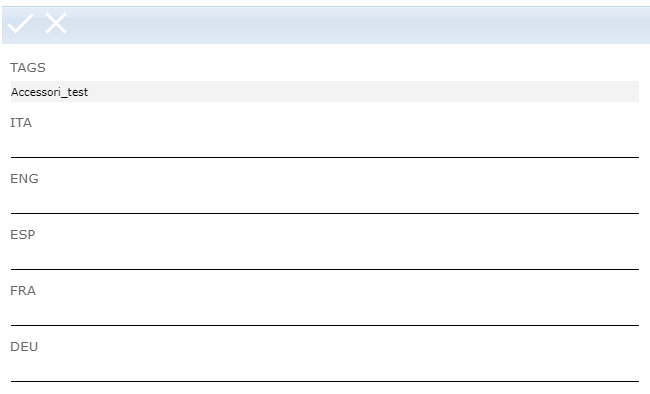 TAGS
Accessori_test
ITA
ENG
ESP
FRA
DEU